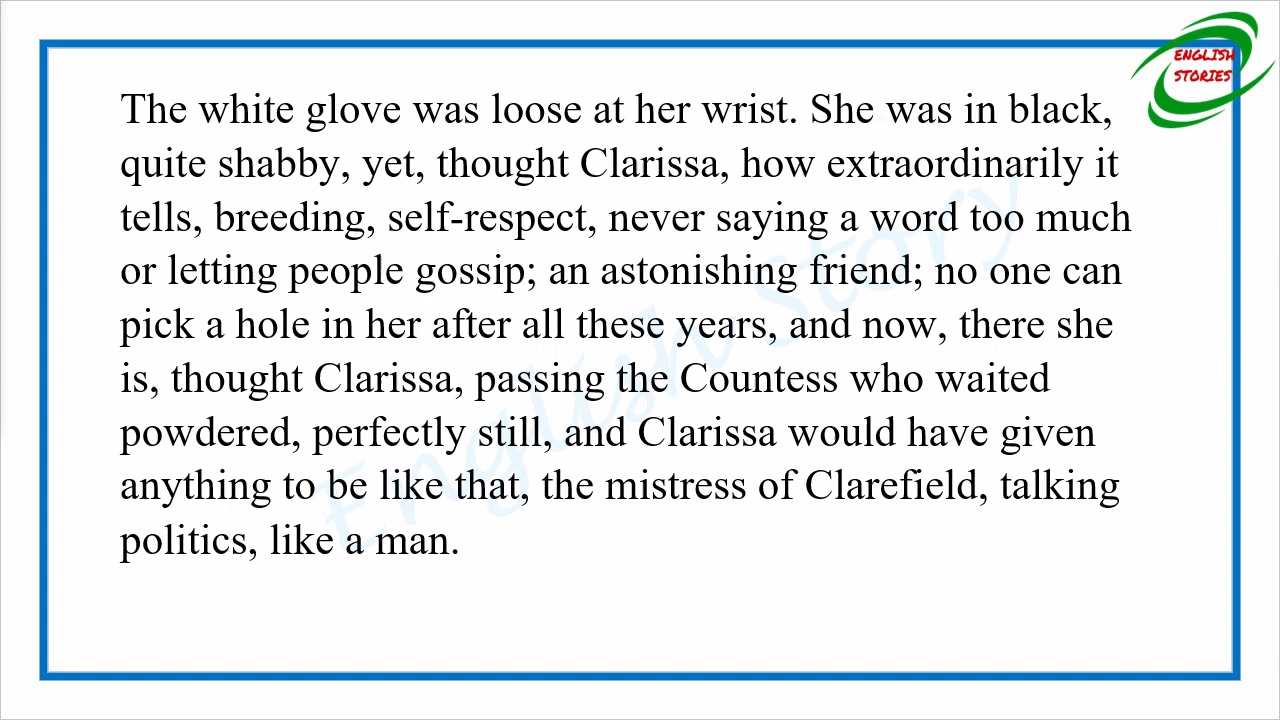 ENGLISH
STORIES
The white glove was loose at her wrist. She was in black,
quite shabby, yet, thought Clarissa, how extraordinarily it
tells, breeding, self-respect, never saying a word too much
or letting people gossip; an astonishing friend; no one can
pick a hole in her after all these years, and now, there she
is, thought Clarissa, passing the Countess who waited
powdered, perfectly still, and Clarissa would have given
anything to be like that, the mistress of Clarefield, talking
politics, like a man.
English Story